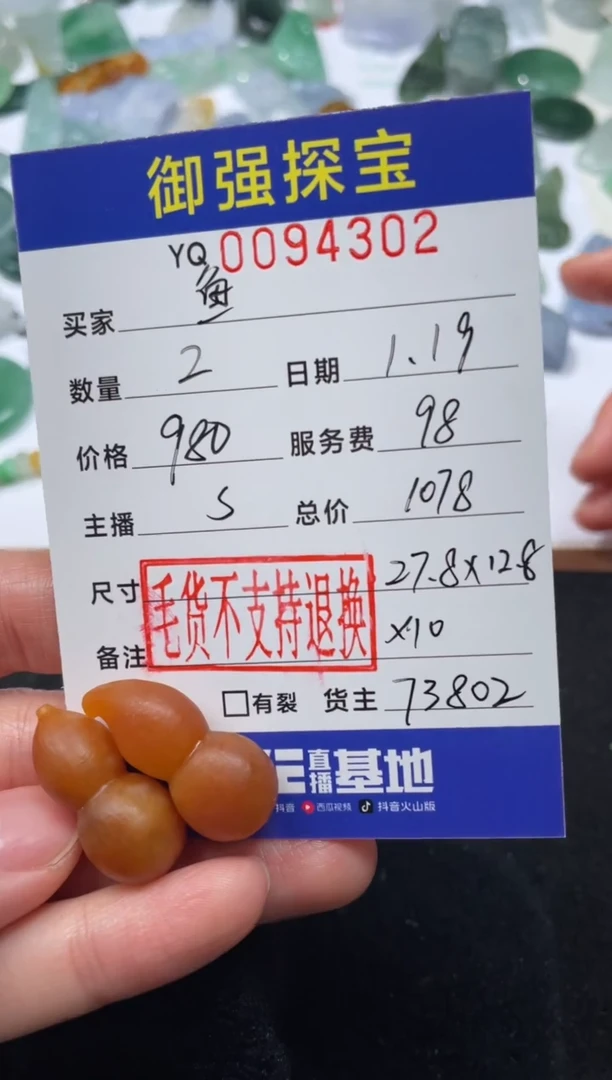 御强探宝
YQ 0094302
买家 鱼
数量 2 日期 1.19
价格 980 服务费 98
主播 S 总价 1078
尺寸 27.8×12.8
毛货不支持退换
备注 ×10
□有裂 货主 73802
直播基地
抖音 西瓜视频 抖音火山版